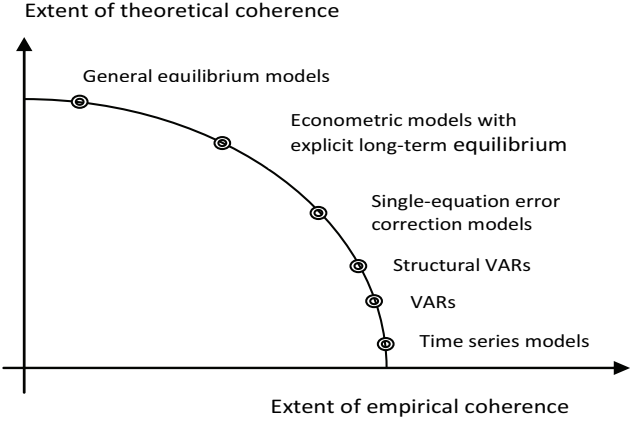 Extent of theoretical coherence
General equilibrium models
Econometric models with
explicit long-term equilibrium
Single-equation error
correction models
Structural VARs
VARs
Time series models
Extent of empirical coherence